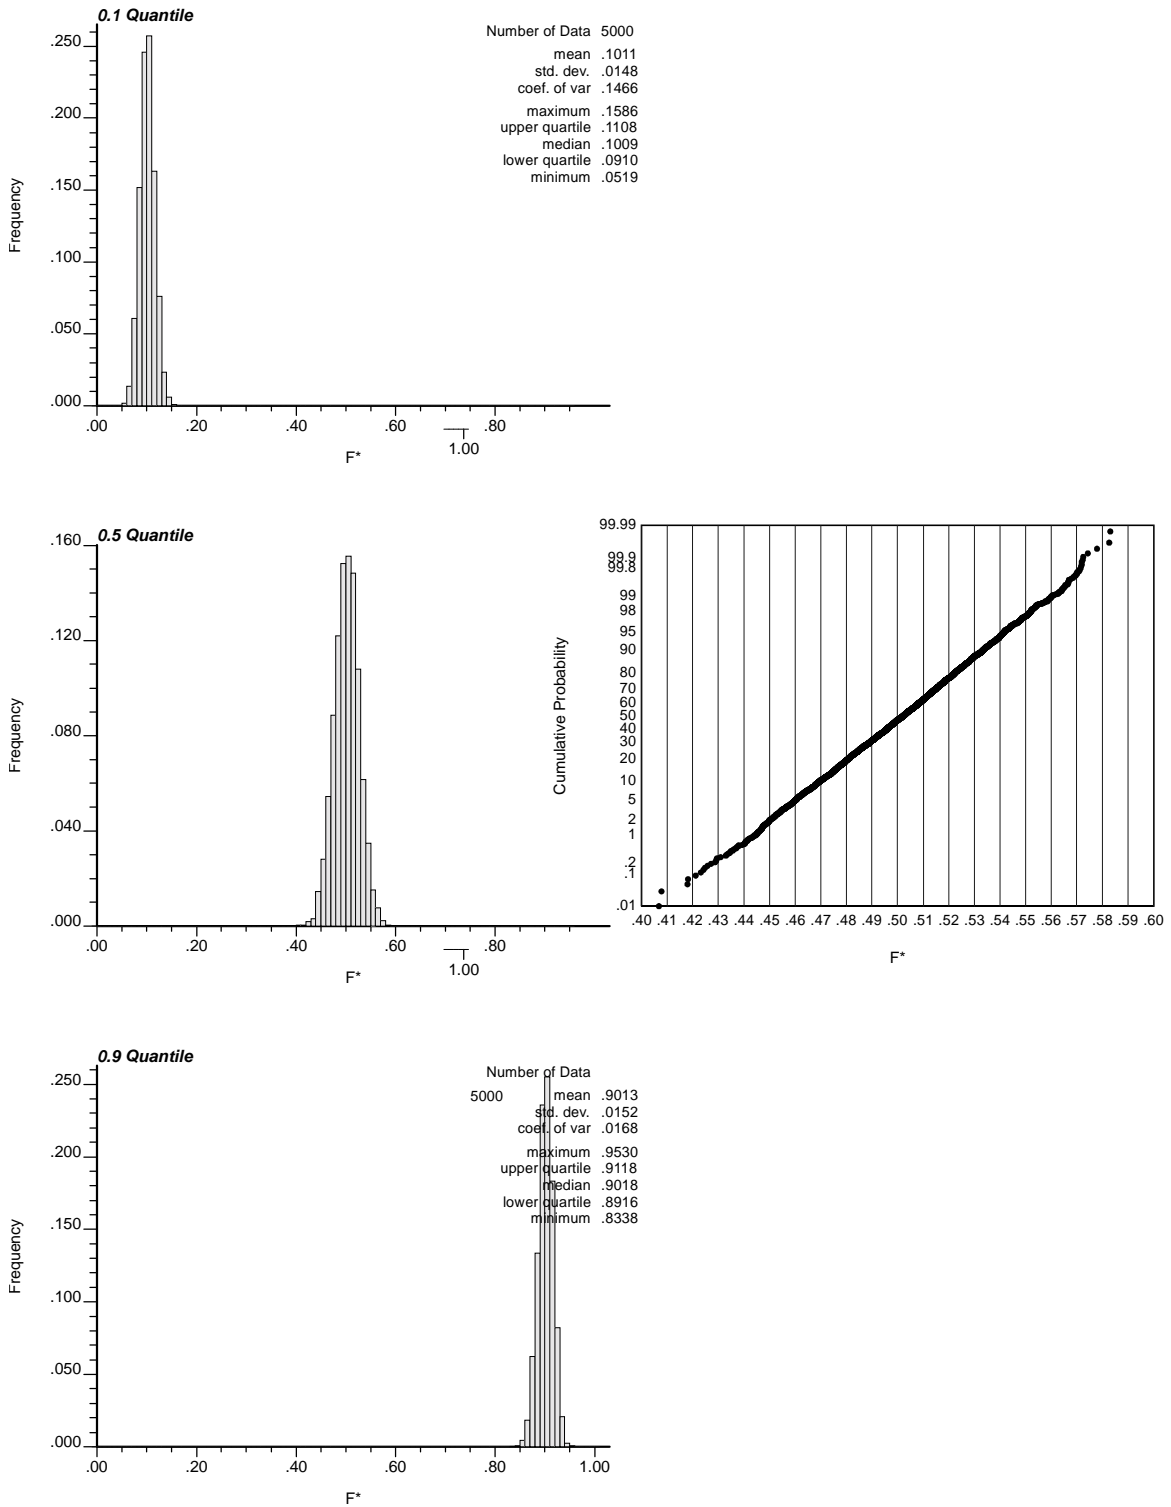 0.1 Quantile
Number of Data 5000
mean .1011
std. dev. .0148
coef. of var .1466
maximum .1586
upper quartile .1108
median .1009
lower quartile .0910
minimum .0519
Frequency
.250
.200
.150
.100
.050
.000
.00 .20 .40 .60 .80
1.00
F*
0.5 Quantile
Frequency
.160
.120
.080
.040
.000
.00 .20 .40 .60 .80
1.00
F*
Cumulative Probability
99.99
99.9
99.8
99
98
95
90
80
70
60
50
40
30
20
10
5
2
1
.2
.1
.01
.40 .41 .42 .43 .44 .45 .46 .47 .48 .49 .50 .51 .52 .53 .54 .55 .56 .57 .58 .59 .60
F*
0.9 Quantile
Number of Data
5000 mean .9013
std. dev. .0152
coef. of var .0168
maximum .9530
upper quartile .9118
median .9018
lower quartile .8916
minimum .8338
Frequency
.250
.200
.150
.100
.050
.000
.00 .20 .40 .60 .80 1.00
F*